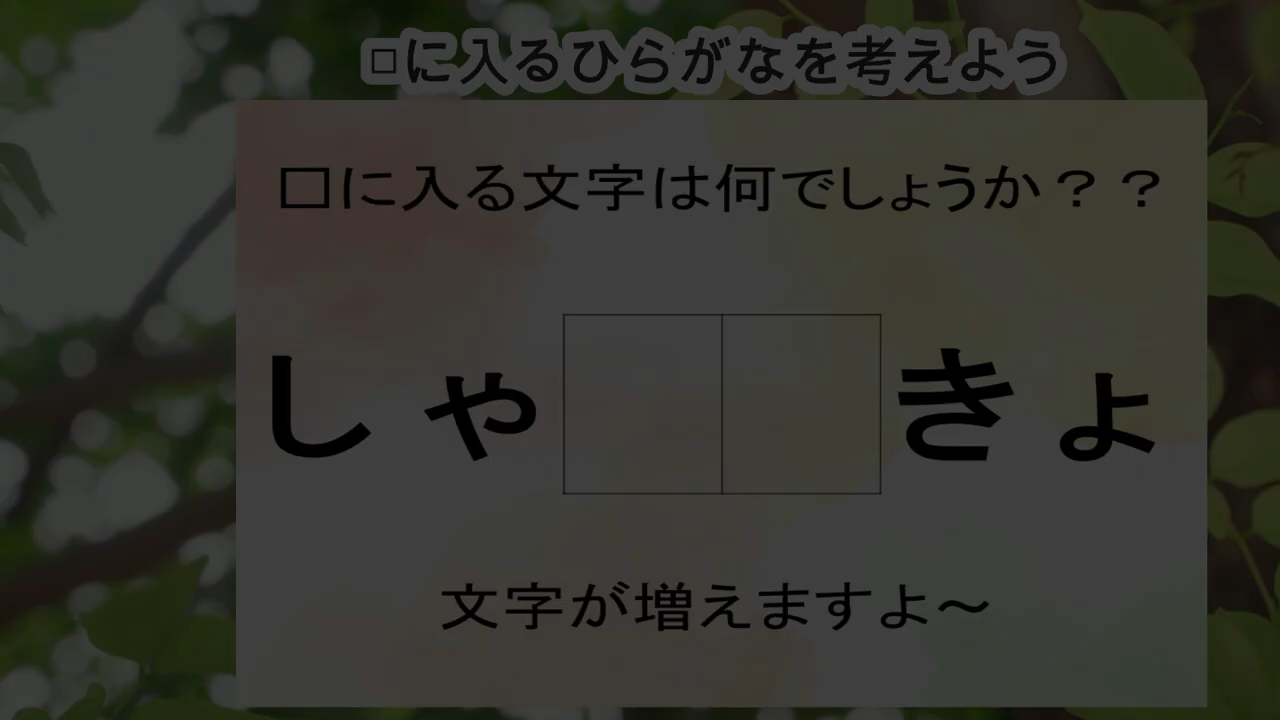 □に入るひらがなを考えよう
□に入る文字は何でしょうか？？
しゃ□□きょ
文字が増えますよ～